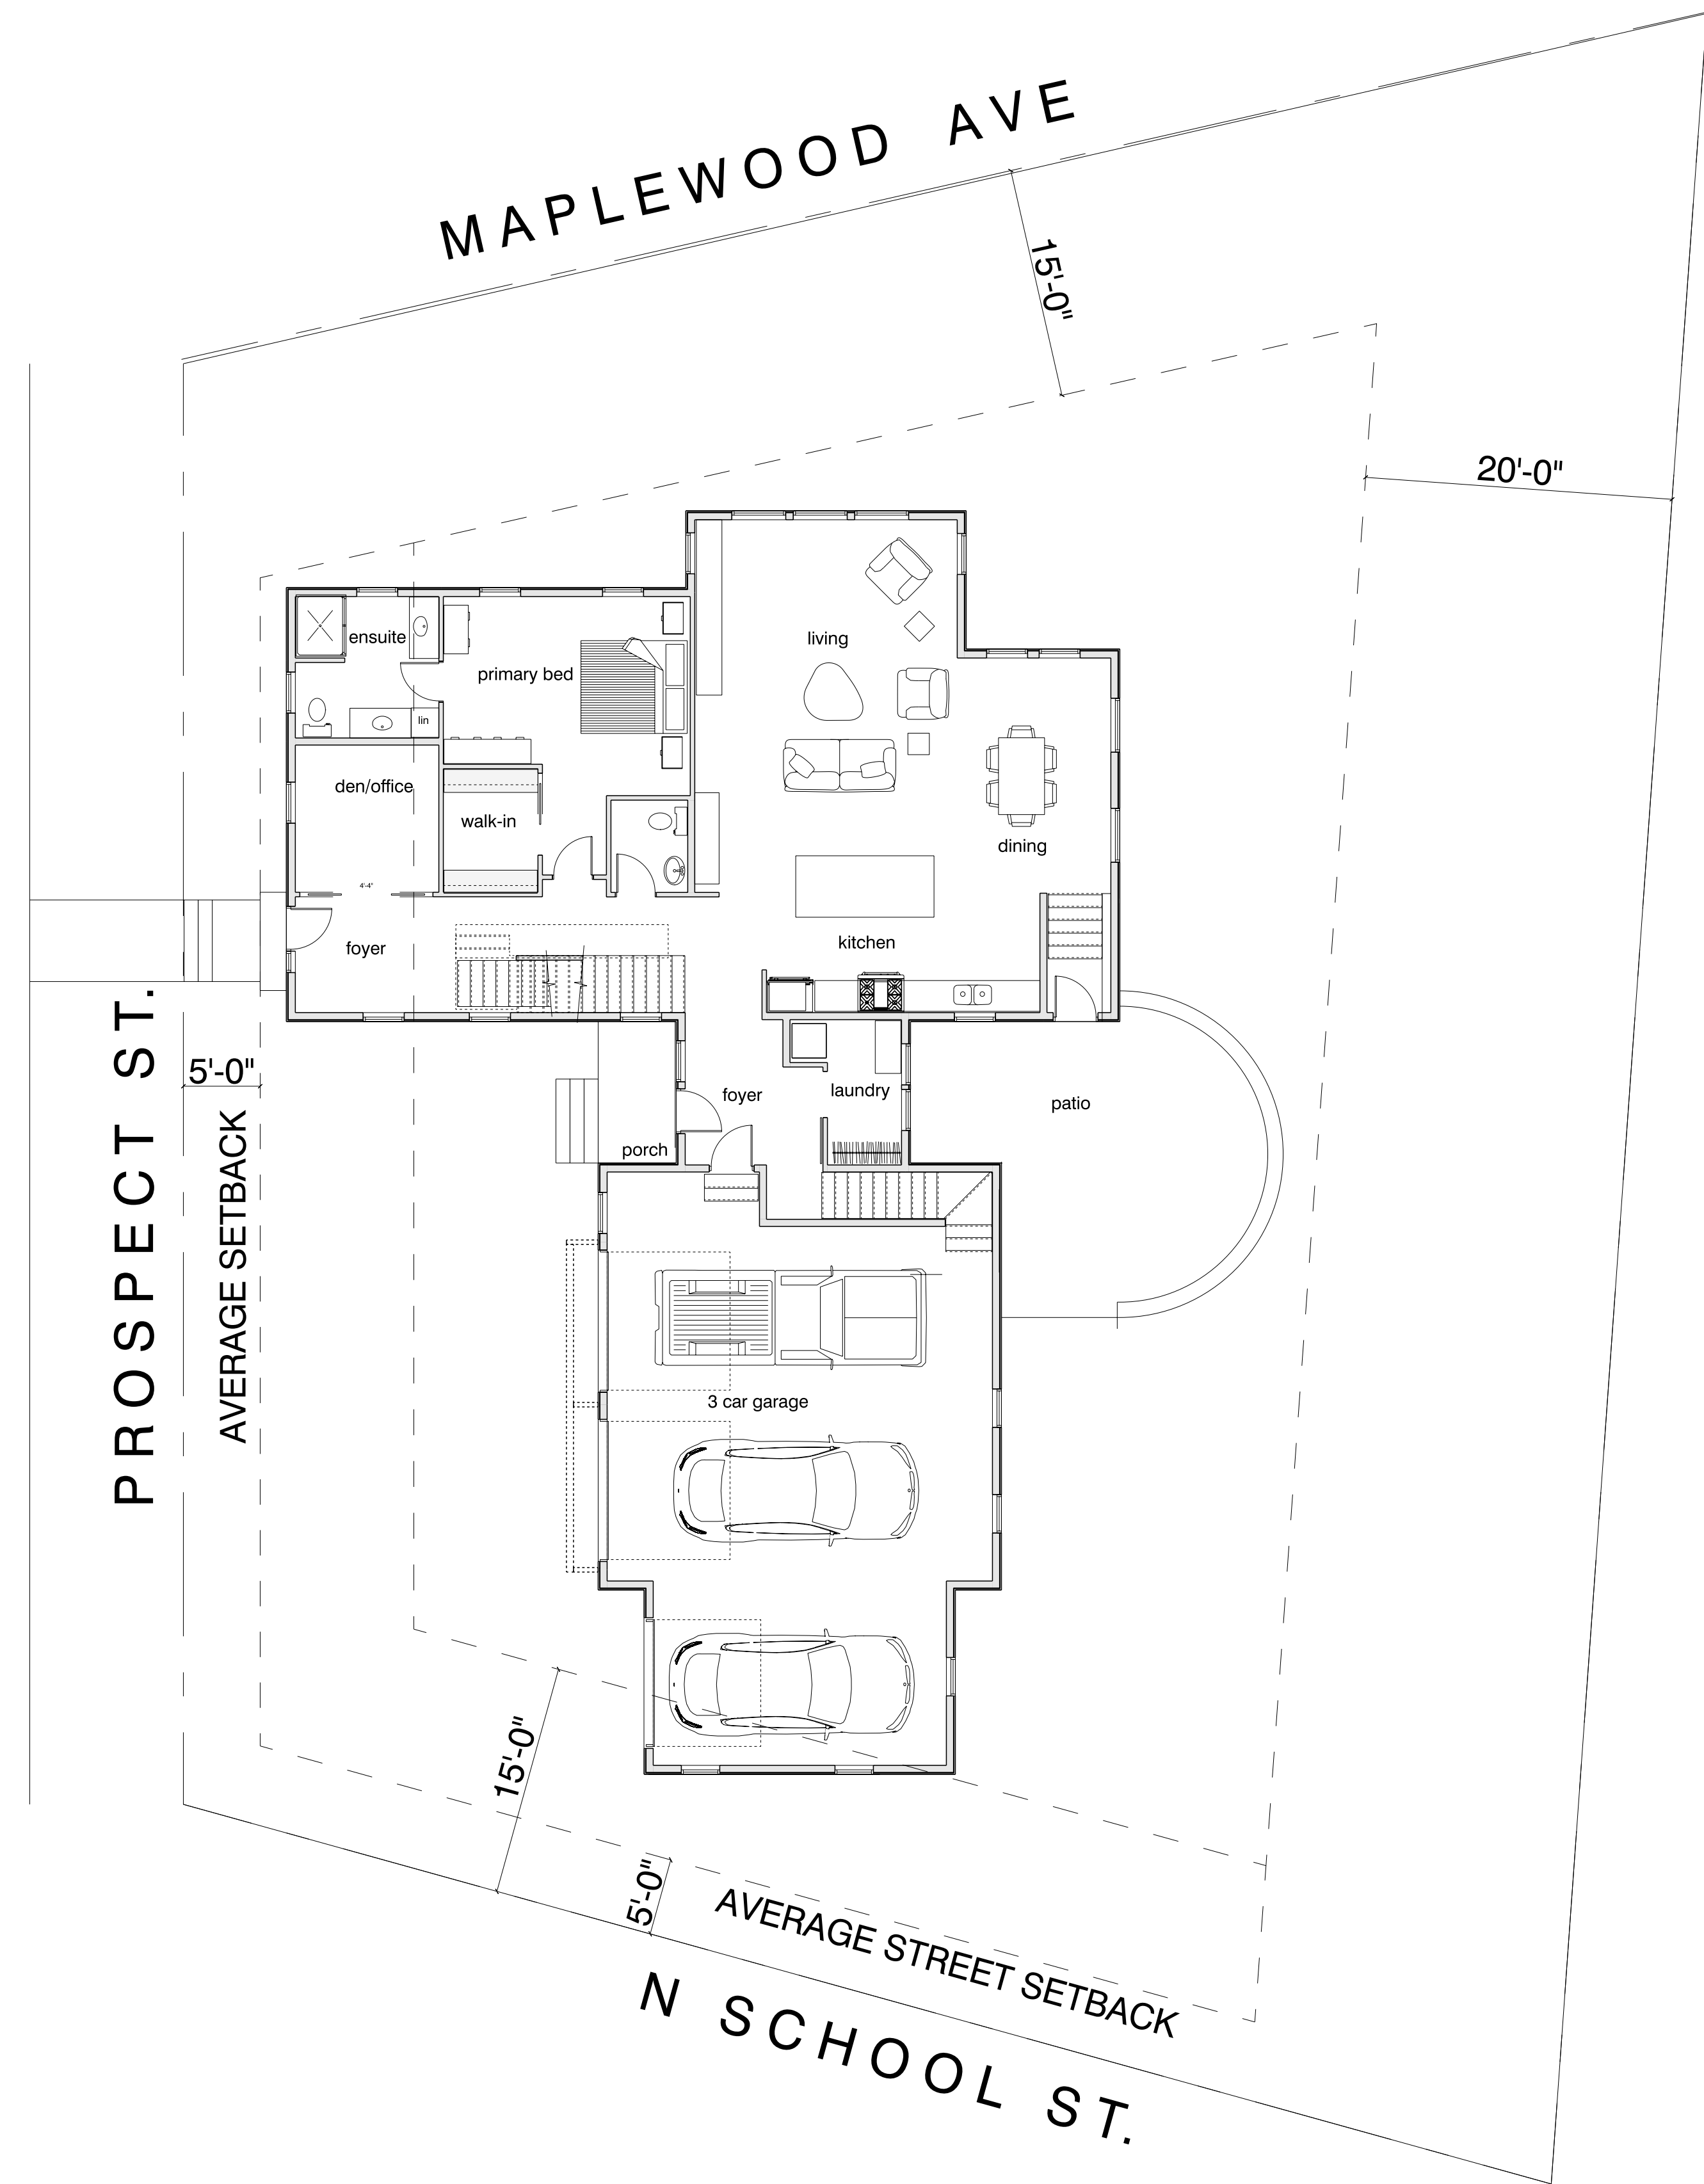 MAPLEWOOD AVE
15'-0"
20'-0"
living
ensuite
primary bed
lin
den/office
walk-in
dining
4'-4"
foyer
kitchen
PROSPECT ST.
5'-0"
AVERAGE SETBACK
foyer
laundry
patio
porch
3 car garage
15'-0"
5'-0"
AVERAGE STREET SETBACK
N SCHOOL ST.